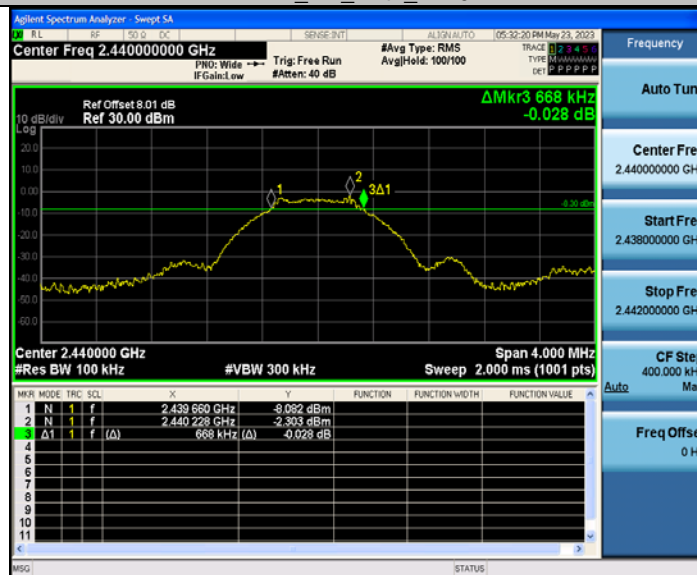 Agilent Spectrum Analyzer - Swept SA
RL RF 50 Ω DC SENSE:INT ALIGN AUTO 05:32:20 PM May 23, 2023
Center Freq 2.440000000 GHz
PNO: Wide
IFGain:Low
Trig: Free Run
#Atten: 40 dB
#Avg Type: RMS
Avg|Hold: 100/100
TRACE 1 2 3 4 5 6
TYPE M
DET P P P P P P
Ref Offset 8.01 dB
10 dB/div Ref 30.00 dBm
Log
ΔMkr3 668 kHz
-0.028 dB
20.0
10.0
0.00
-10.0
-20.0
-30.0
-40.0
-50.0
-60.0
1
2
3Δ1
Center 2.440000 GHz Span 4.000 MHz
#Res BW 100 kHz #VBW 300 kHz Sweep 2.000 ms (1001 pts)
MKR MODE TRC SCL X Y FUNCTION FUNCTION WIDTH FUNCTION VALUE
1 N 1 f 2.439 660 GHz -8.082 dBm
2 N 1 f 2.440 228 GHz -2.303 dBm
3 Δ1 1 f (Δ) 668 kHz (Δ) -0.028 dB
4
5
6
7
8
9
10
11
MSG STATUS
Frequency
Auto Tun
Center Fre
2.440000000 GH
Start Fre
2.438000000 GH
Stop Fre
2.442000000 GH
CF Ste
400.000 kH
Auto Ma
Freq Offse
0 H